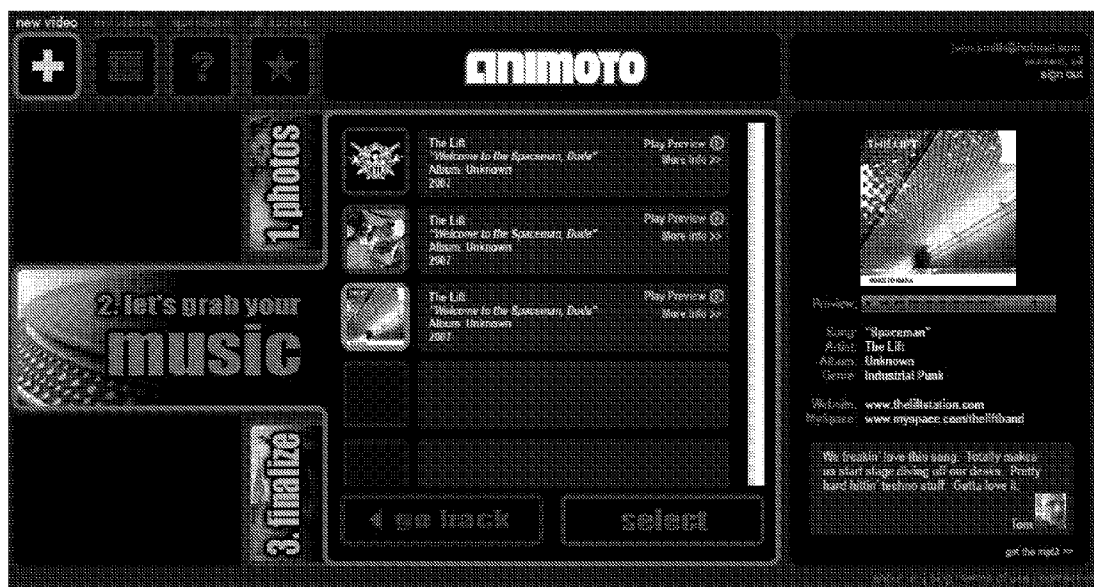 new video
ANIMOTO
sign out
1. photos
2. let's grab your
music
3. finalize
The Lift
"Welcome to the Spaceman, Dude"
Album: Unknown
2007
Play Preview
More info >>
The Lift
"Welcome to the Spaceman, Dude"
Album: Unknown
2007
Play Preview
More info >>
The Lift
"Welcome to the Spaceman, Dude"
Album: Unknown
2007
Play Preview
More info >>
go back
select
THE LIFT
Preview:
Song: "Spaceman"
Artist: The Lift
Album: Unknown
Genre: Industrial Punk
Website: www.theliftstation.com
MySpace: www.myspace.com/theliftband
We freakin' love this song. Totally makes
us start stage diving off our desks. Pretty
hard hittin' techno stuff. Gotta love it.
Tom
get the mp3 >>